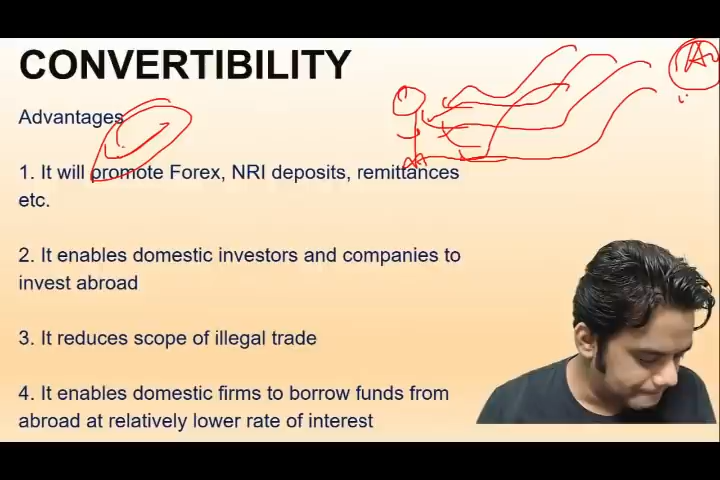 CONVERTIBILITY
Advantages
1. It will promote Forex, NRI deposits, remittances
etc.
2. It enables domestic investors and companies to
invest abroad
3. It reduces scope of illegal trade
4. It enables domestic firms to borrow funds from
abroad at relatively lower rate of interest